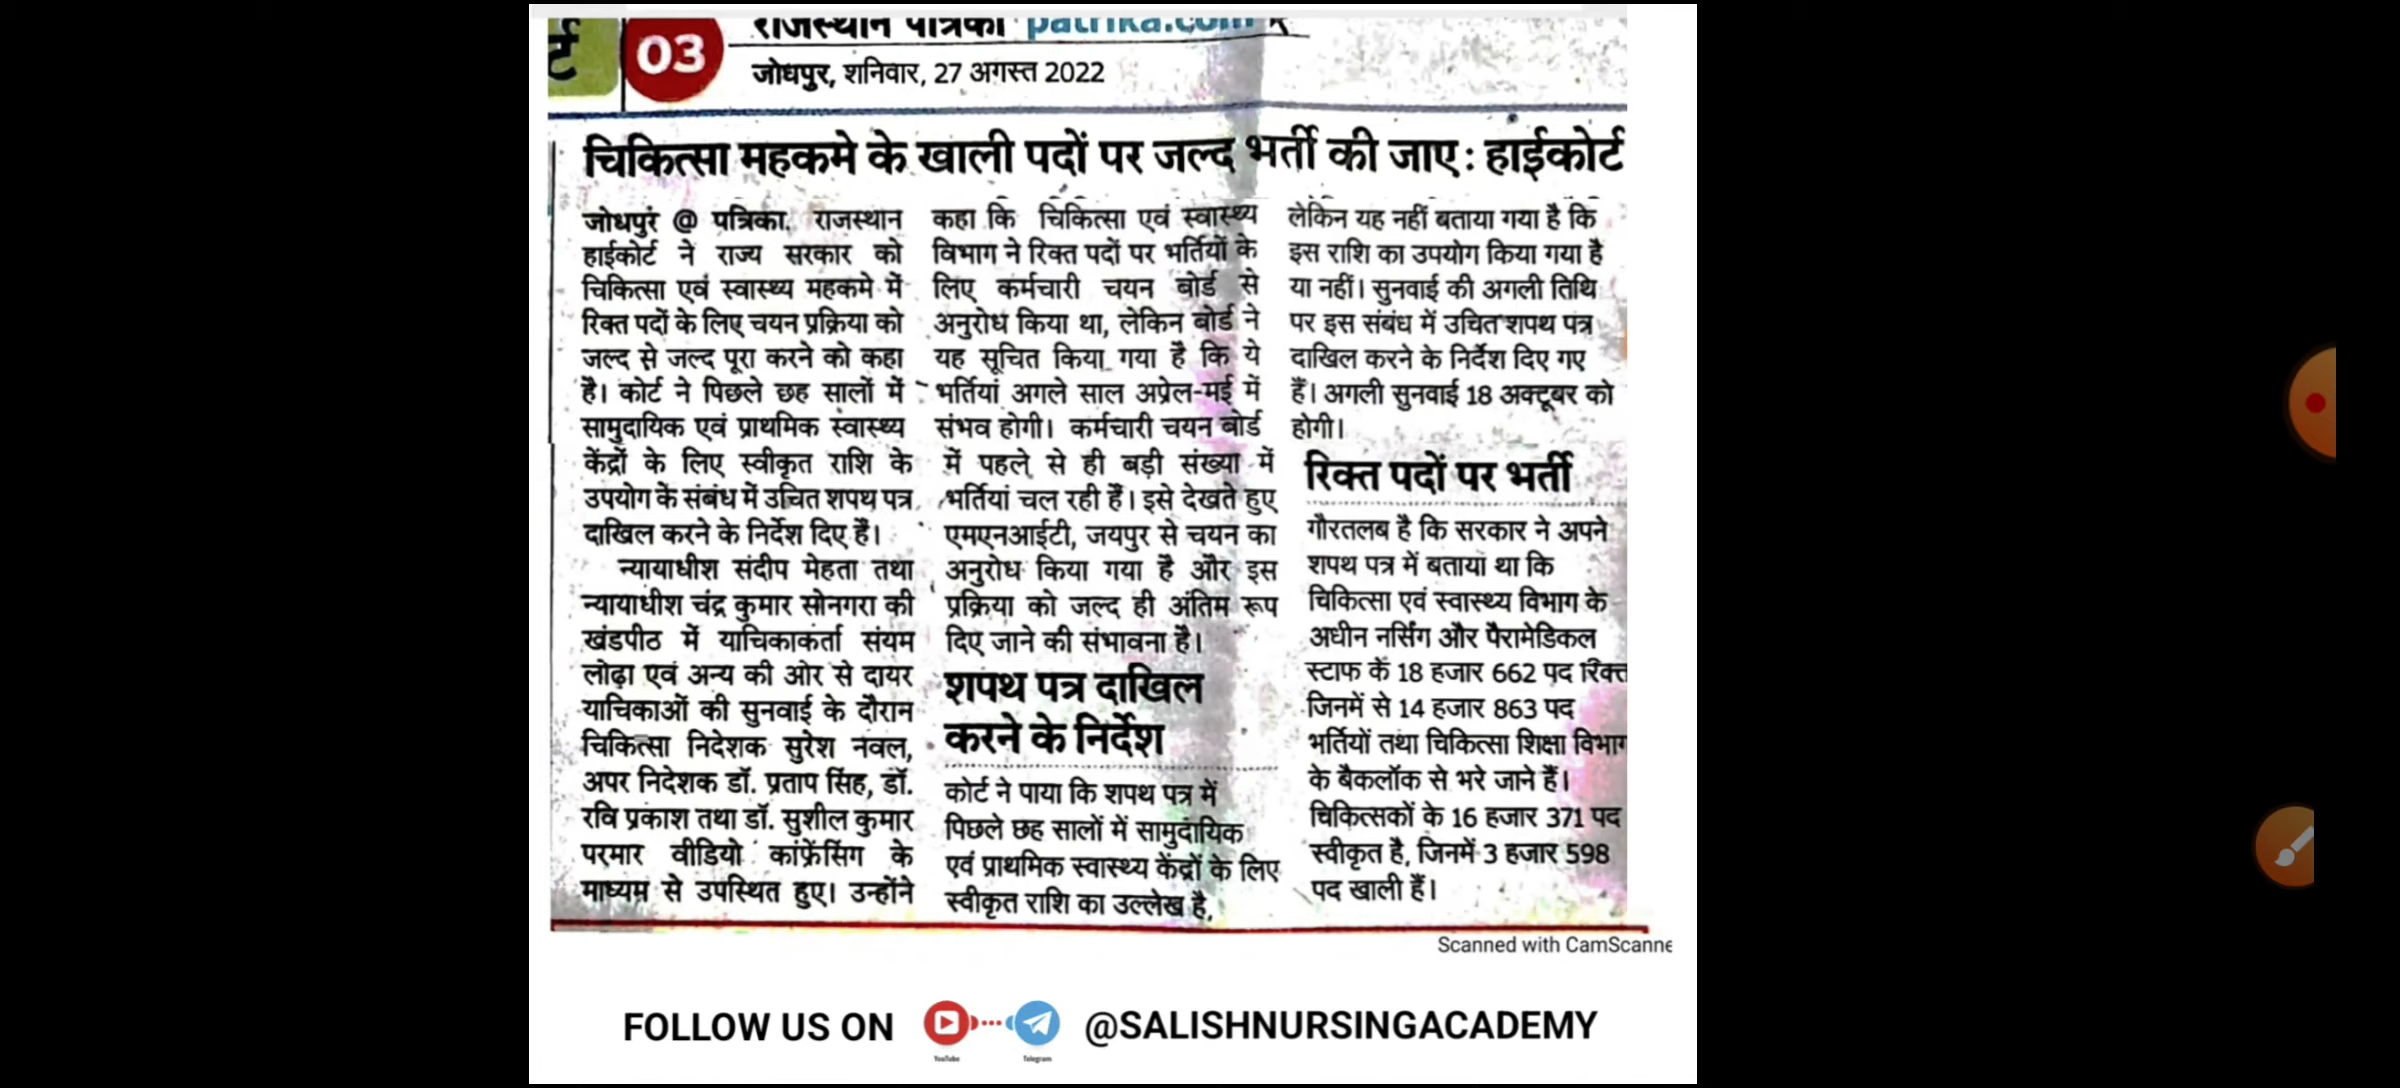 र्ट
03
राजस्थान पत्रिका patrika.com
जोधपुर, शनिवार, 27 अगस्त 2022
चिकित्सा महकमे के खाली पदों पर जल्द भर्ती की जाए: हाईकोर्ट
जोधपुर @ पत्रिका. राजस्थान
हाईकोर्ट ने राज्य सरकार को
चिकित्सा एवं स्वास्थ्य महकमे में
रिक्त पदों के लिए चयन प्रक्रिया को
जल्द से जल्द पूरा करने को कहा
है। कोर्ट ने पिछले छह सालों में
सामुदायिक एवं प्राथमिक स्वास्थ्य
केंद्रों के लिए स्वीकृत राशि के
उपयोग के संबंध में उचित शपथ पत्र
दाखिल करने के निर्देश दिए हैं।
न्यायाधीश संदीप मेहता तथा
न्यायाधीश चंद्र कुमार सोनगरा की
खंडपीठ में याचिकाकर्ता संयम
लोढ़ा एवं अन्य की ओर से दायर
याचिकाओं की सुनवाई के दौरान
चिकित्सा निदेशक सुरेश नवल,
अपर निदेशक डॉ. प्रताप सिंह, डॉ.
रवि प्रकाश तथा डॉ. सुशील कुमार
परमार वीडियो कांफ्रेंसिंग के
माध्यम से उपस्थित हुए। उन्होंने
कहा कि चिकित्सा एवं स्वास्थ्य
विभाग ने रिक्त पदों पर भर्तियों के
लिए कर्मचारी चयन बोर्ड से
अनुरोध किया था, लेकिन बोर्ड ने
यह सूचित किया गया है कि ये
भर्तियां अगले साल अप्रेल-मई में
संभव होगी। कर्मचारी चयन बोर्ड
में पहले से ही बड़ी संख्या में
भर्तियां चल रही हैं। इसे देखते हुए
एमएनआईटी, जयपुर से चयन का
अनुरोध किया गया है और इस
प्रक्रिया को जल्द ही अंतिम रूप
दिए जाने की संभावना है।
शपथ पत्र दाखिल
करने के निर्देश
कोर्ट ने पाया कि शपथ पत्र में
पिछले छह सालों में सामुदायिक
एवं प्राथमिक स्वास्थ्य केंद्रों के लिए
स्वीकृत राशि का उल्लेख है,
लेकिन यह नहीं बताया गया है कि
इस राशि का उपयोग किया गया है
या नहीं। सुनवाई की अगली तिथि
पर इस संबंध में उचित शपथ पत्र
दाखिल करने के निर्देश दिए गए
हैं। अगली सुनवाई 18 अक्टूबर को
होगी।
रिक्त पदों पर भर्ती
गौरतलब है कि सरकार ने अपने
शपथ पत्र में बताया था कि
चिकित्सा एवं स्वास्थ्य विभाग के
अधीन नर्सिंग और पैरामेडिकल
स्टाफ के 18 हजार 662 पद रिक्त
जिनमें से 14 हजार 863 पद
भर्तियों तथा चिकित्सा शिक्षा विभाग
के बैकलॉक से भरे जाने हैं।
चिकित्सकों के 16 हजार 371 पद
स्वीकृत है, जिनमें 3 हजार 598
पद खाली हैं।
Scanned with CamScanne
FOLLOW US ON @SALISHNURSINGACADEMY
YouTube Telegram